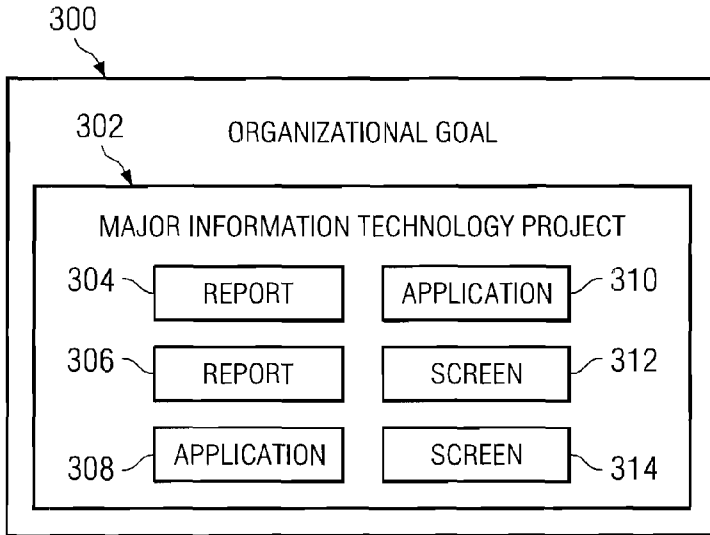 300
302
ORGANIZATIONAL GOAL
MAJOR INFORMATION TECHNOLOGY PROJECT
304 REPORT APPLICATION 310
306 REPORT SCREEN 312
308 APPLICATION SCREEN 314